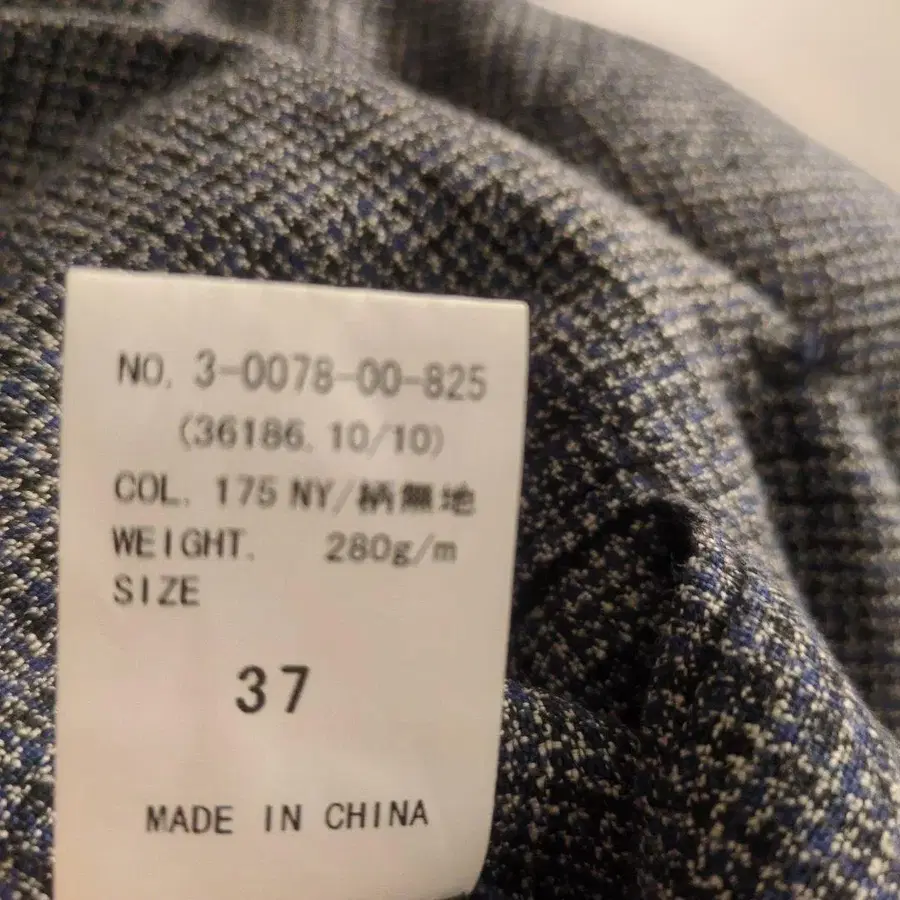 NO. 3-0078-00-825
(36186. 10/10)
COL. 175 NY/柄無地
WEIGHT. 280g/m
SIZE
37
MADE IN CHINA